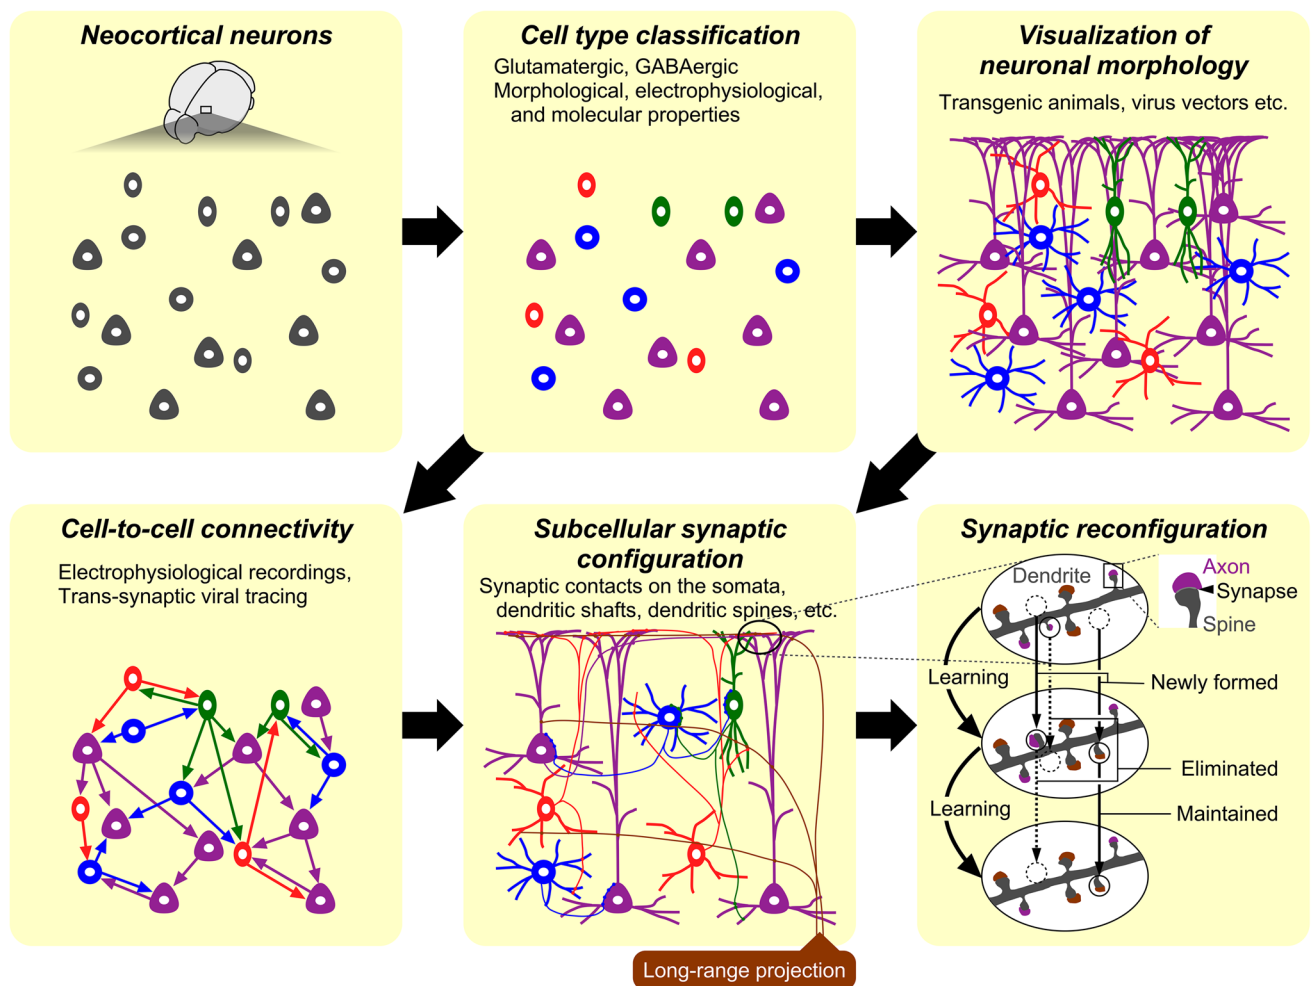 Neocortical neurons
Cell type classification
Glutamatergic, GABAergic
Morphological, electrophysiological,
and molecular properties
Visualization of
neuronal morphology
Transgenic animals, virus vectors etc.
Cell-to-cell connectivity
Electrophysiological recordings,
Trans-synaptic viral tracing
Subcellular synaptic
configuration
Synaptic contacts on the somata,
dendritic shafts, dendritic spines, etc.
Long-range projection
Synaptic reconfiguration
Dendrite
Axon
Synapse
Spine
Learning
Newly formed
Eliminated
Learning
Maintained